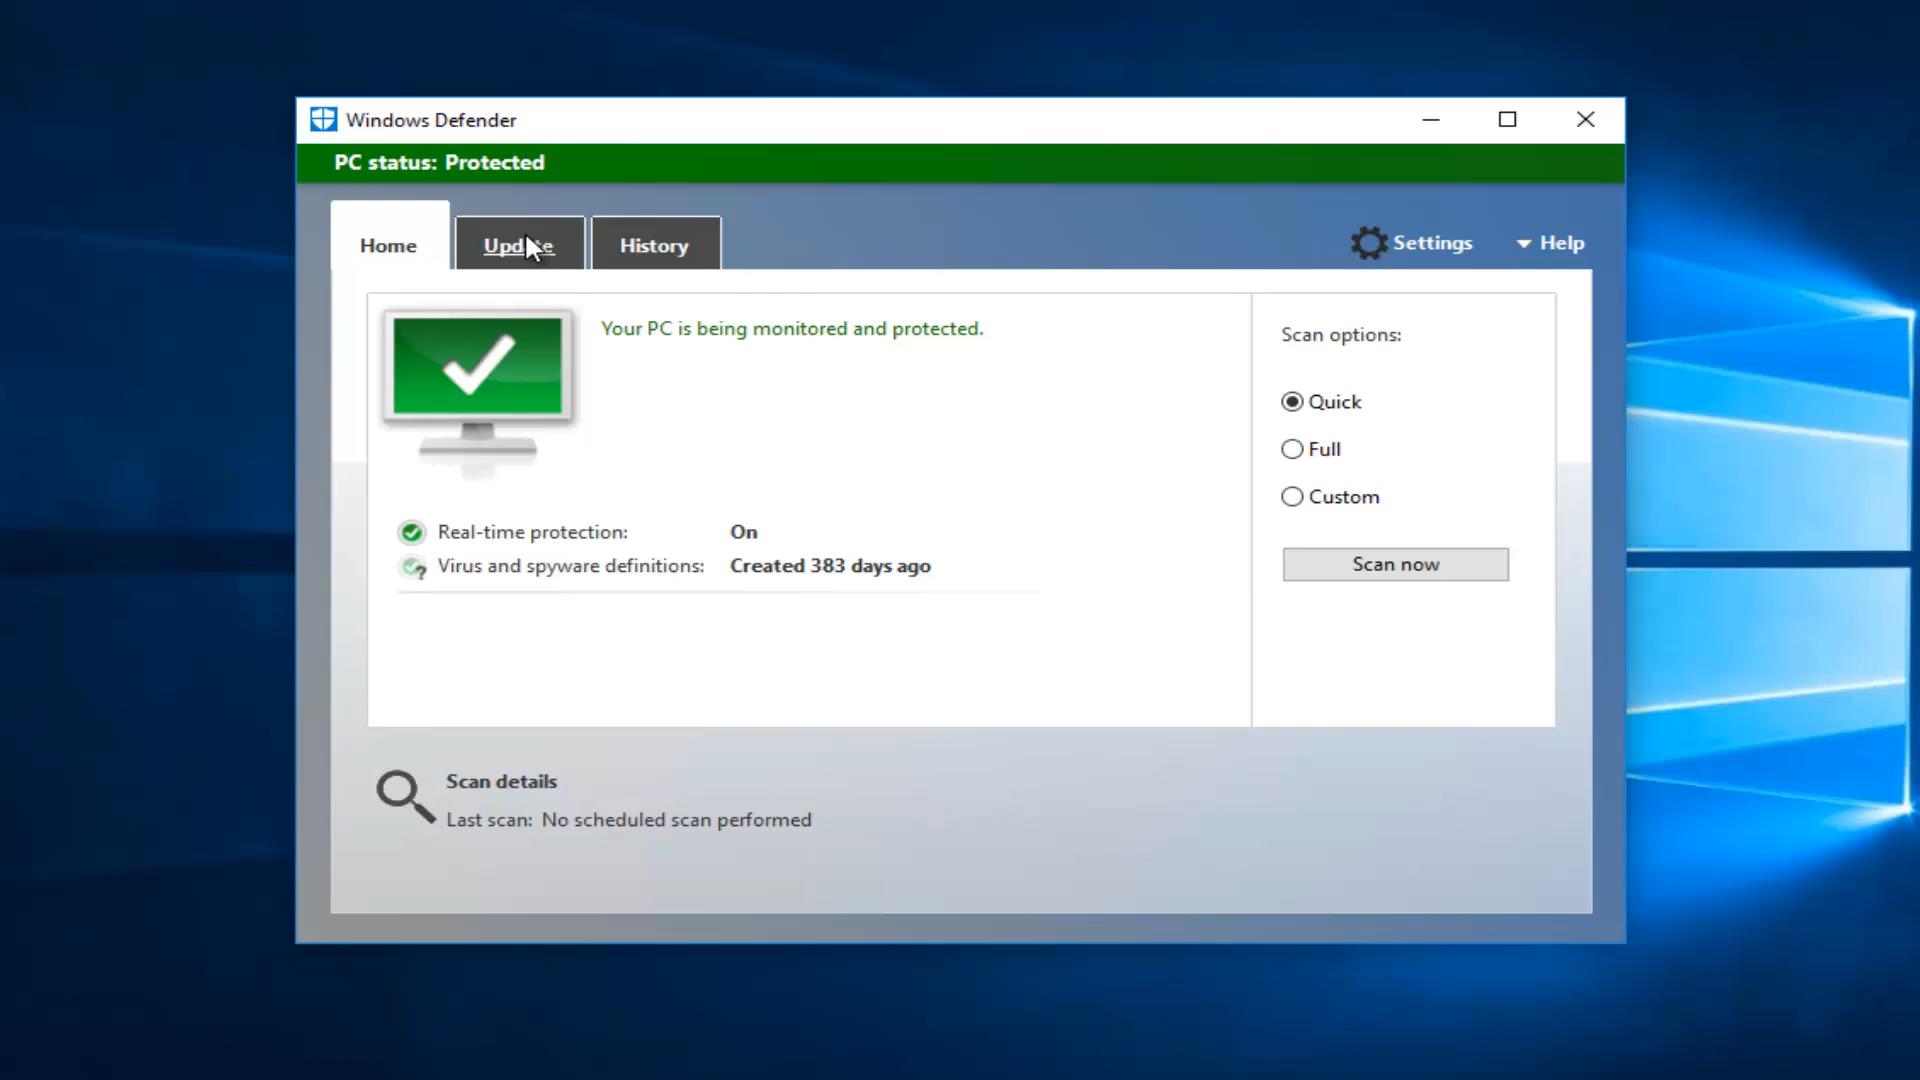 Windows Defender
PC status: Protected
Home
Update
History
Settings
Help
Your PC is being monitored and protected.
Scan options:
Quick
Full
Custom
Scan now
Real-time protection: On
Virus and spyware definitions: Created 383 days ago
Scan details
Last scan: No scheduled scan performed